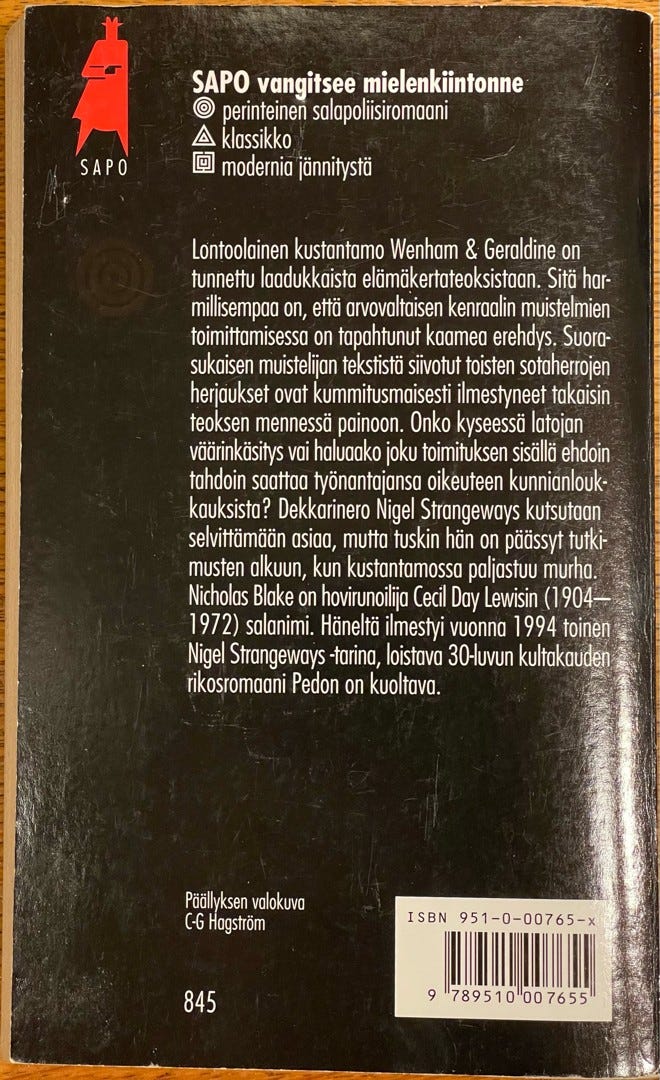 SAPO
SAPO vangitsee mielenkiintonne
perinteinen salapoliisiromaani
klassikko
modernia jännitystä
Lontoolainen kustantamo Wenham & Geraldine on
tunnettu laadukkaista elämäkertateoksistaan. Sitä har-
millisempaa on, että arvovaltaisen kenraalin muistelmien
toimittamisessa on tapahtunut kaamea erehdys. Suora-
sukaisen muistelijan tekstistä siivotut toisten sotaherrojen
herjaukset ovat kummitusmaisesti ilmestyneet takaisin
teoksen mennessä painoon. Onko kyseessä latojan
väärinkäsitys vai haluaako joku toimituksen sisällä ehdoin
tahdoin saattaa työnantajansa oikeuteen kunnianlouk-
kauksista? Dekkarinero Nigel Strangeways kutsutaan
selvittämään asiaa, mutta tuskin hän on päässyt tutki-
musten alkuun, kun kustantamossa paljastuu murha.
Nicholas Blake on hovirunoilija Cecil Day Lewisin (1904–
1972) salanimi. Häneltä ilmestyi vuonna 1994 toinen
Nigel Strangeways -tarina, loistava 30-luvun kultakauden
rikosromaani Pedon on kuoltava.
Päällyksen valokuva
C-G Hagström
845
ISBN 951-0-00765-x
9 789510 007655